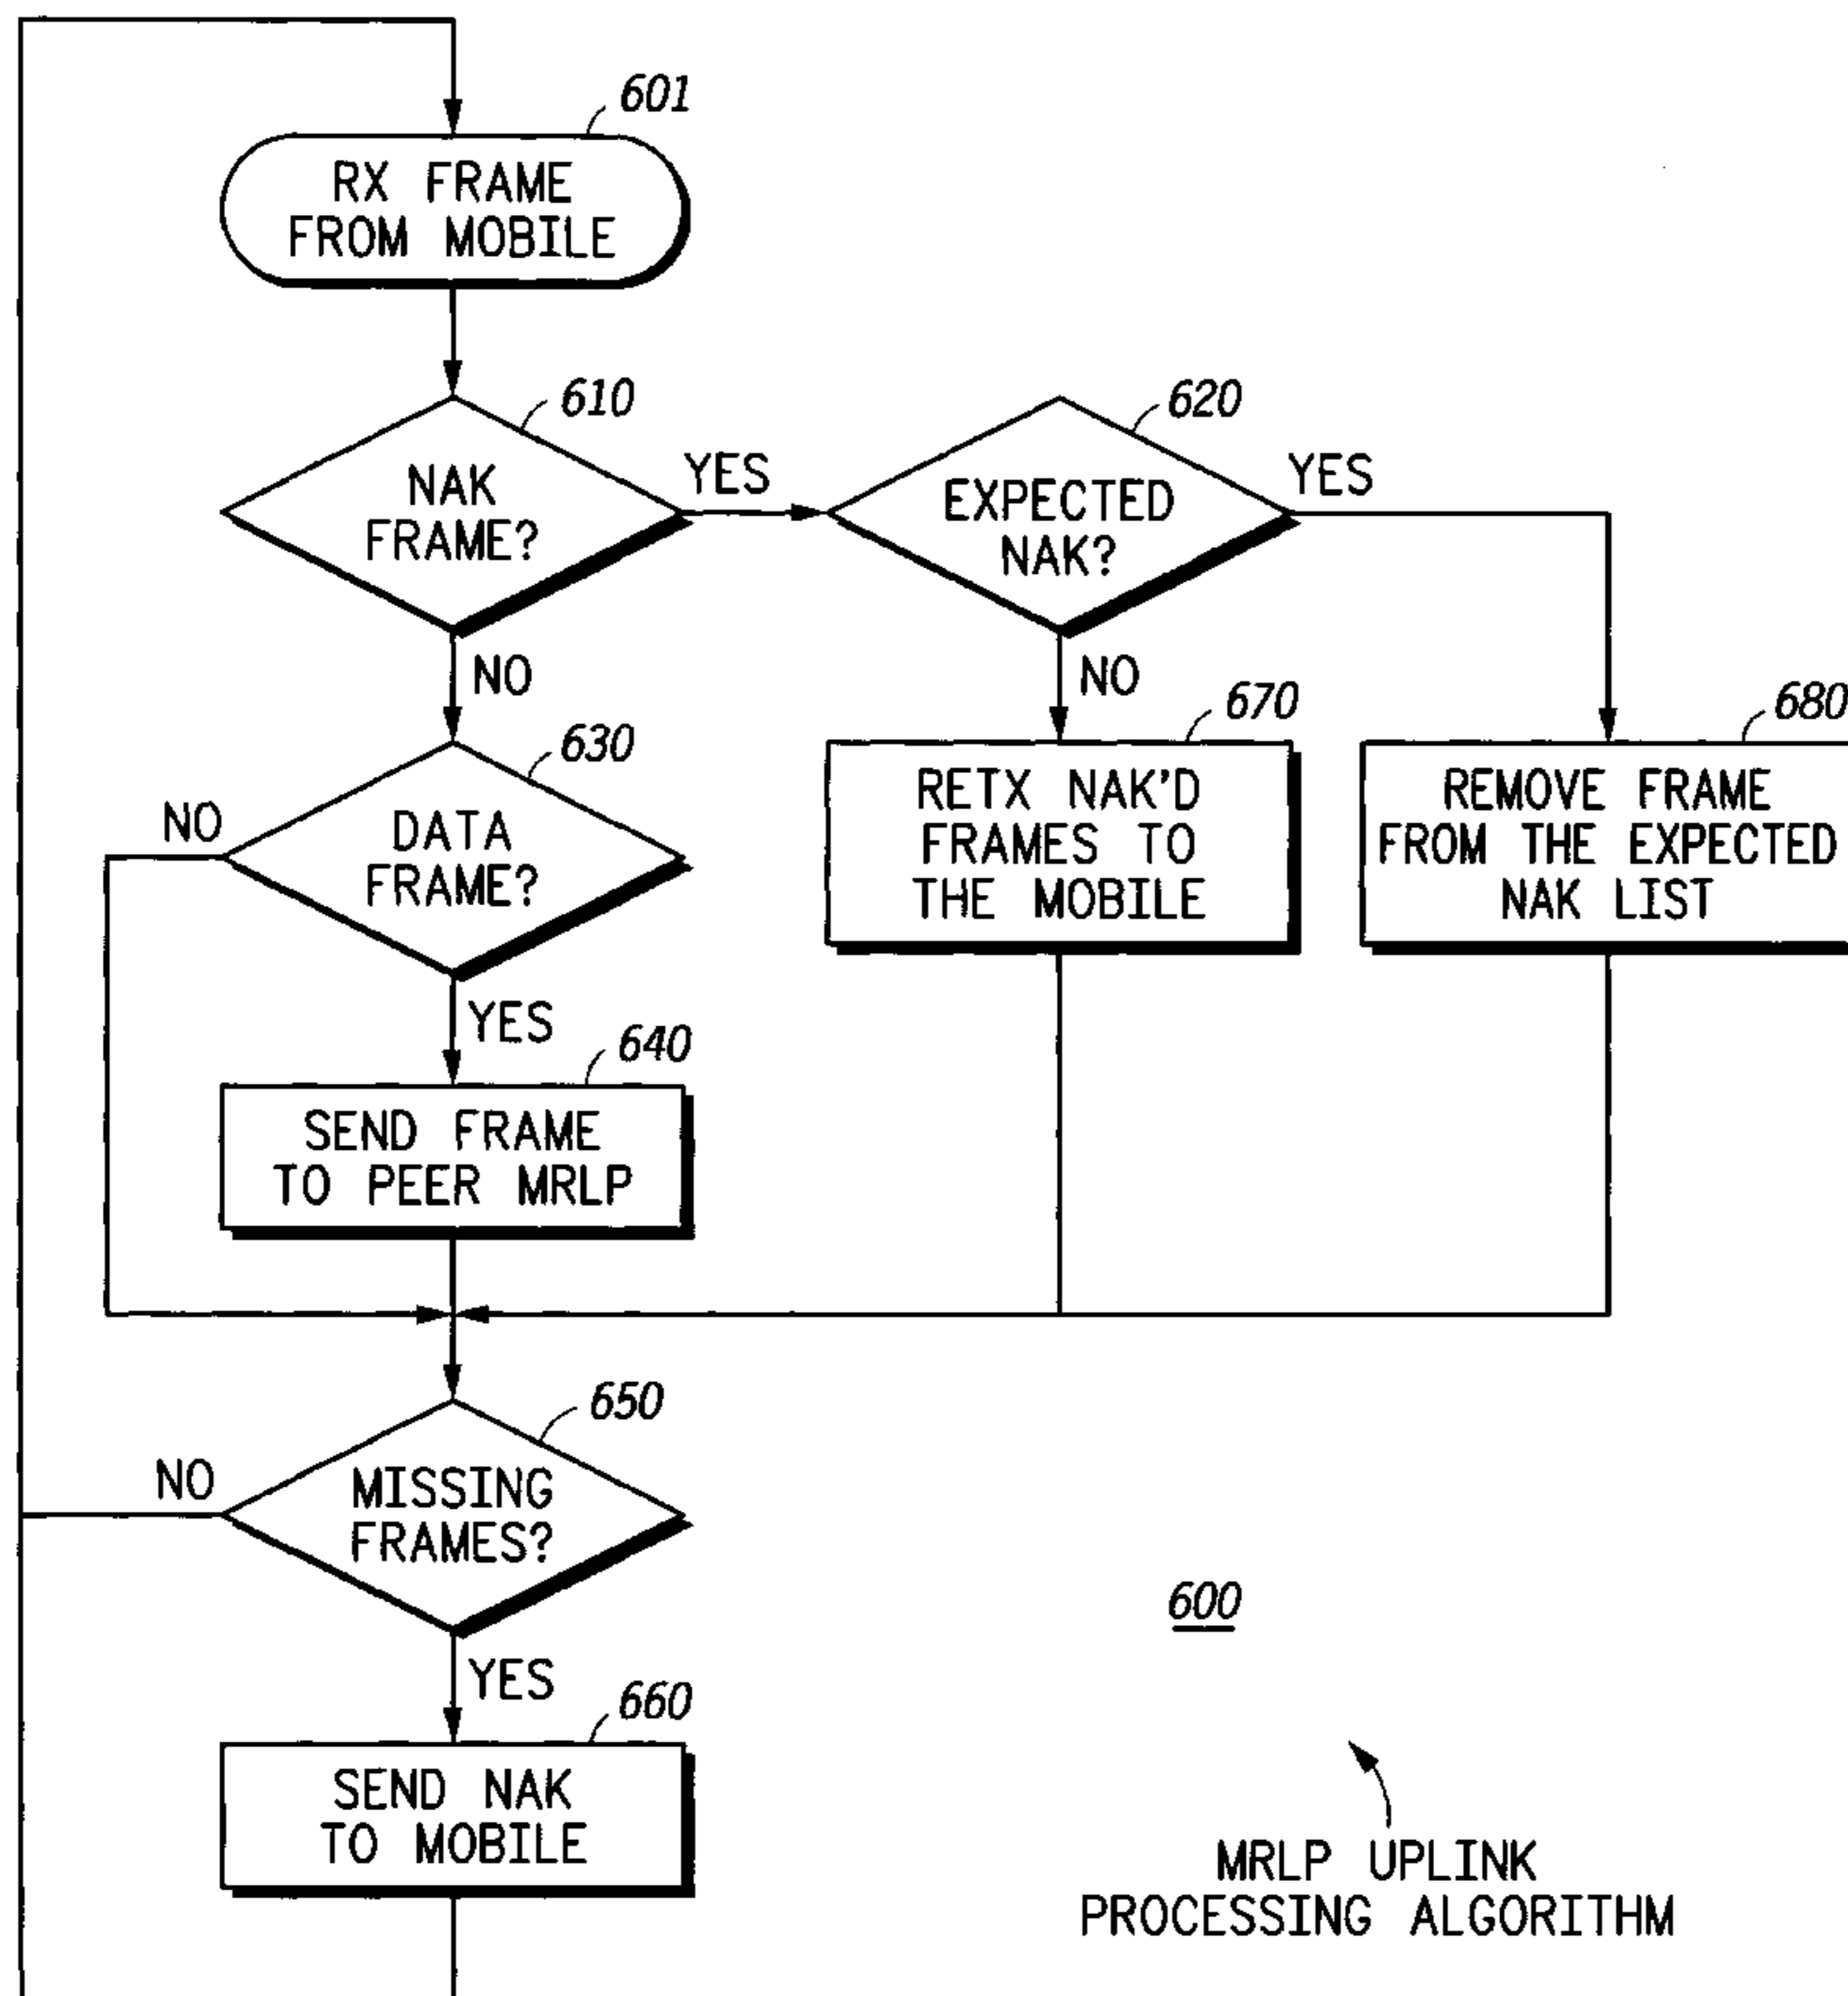 601
RX FRAME
FROM MOBILE
610
NAK
FRAME?
YES
620
EXPECTED
NAK?
YES
NO
NO
630
DATA
FRAME?
NO
670
RETX NAK'D
FRAMES TO
THE MOBILE
680
REMOVE FRAME
FROM THE EXPECTED
NAK LIST
YES
640
SEND FRAME
TO PEER MRLP
650
MISSING
FRAMES?
NO
YES
600
660
SEND NAK
TO MOBILE
MRLP UPLINK
PROCESSING ALGORITHM